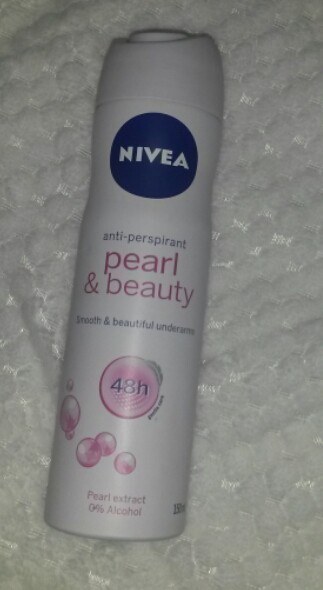 NIVEA
anti-perspirant
pearl
& beauty
Smooth & beautiful underarms
48h
Pearl extract
0% Alcohol